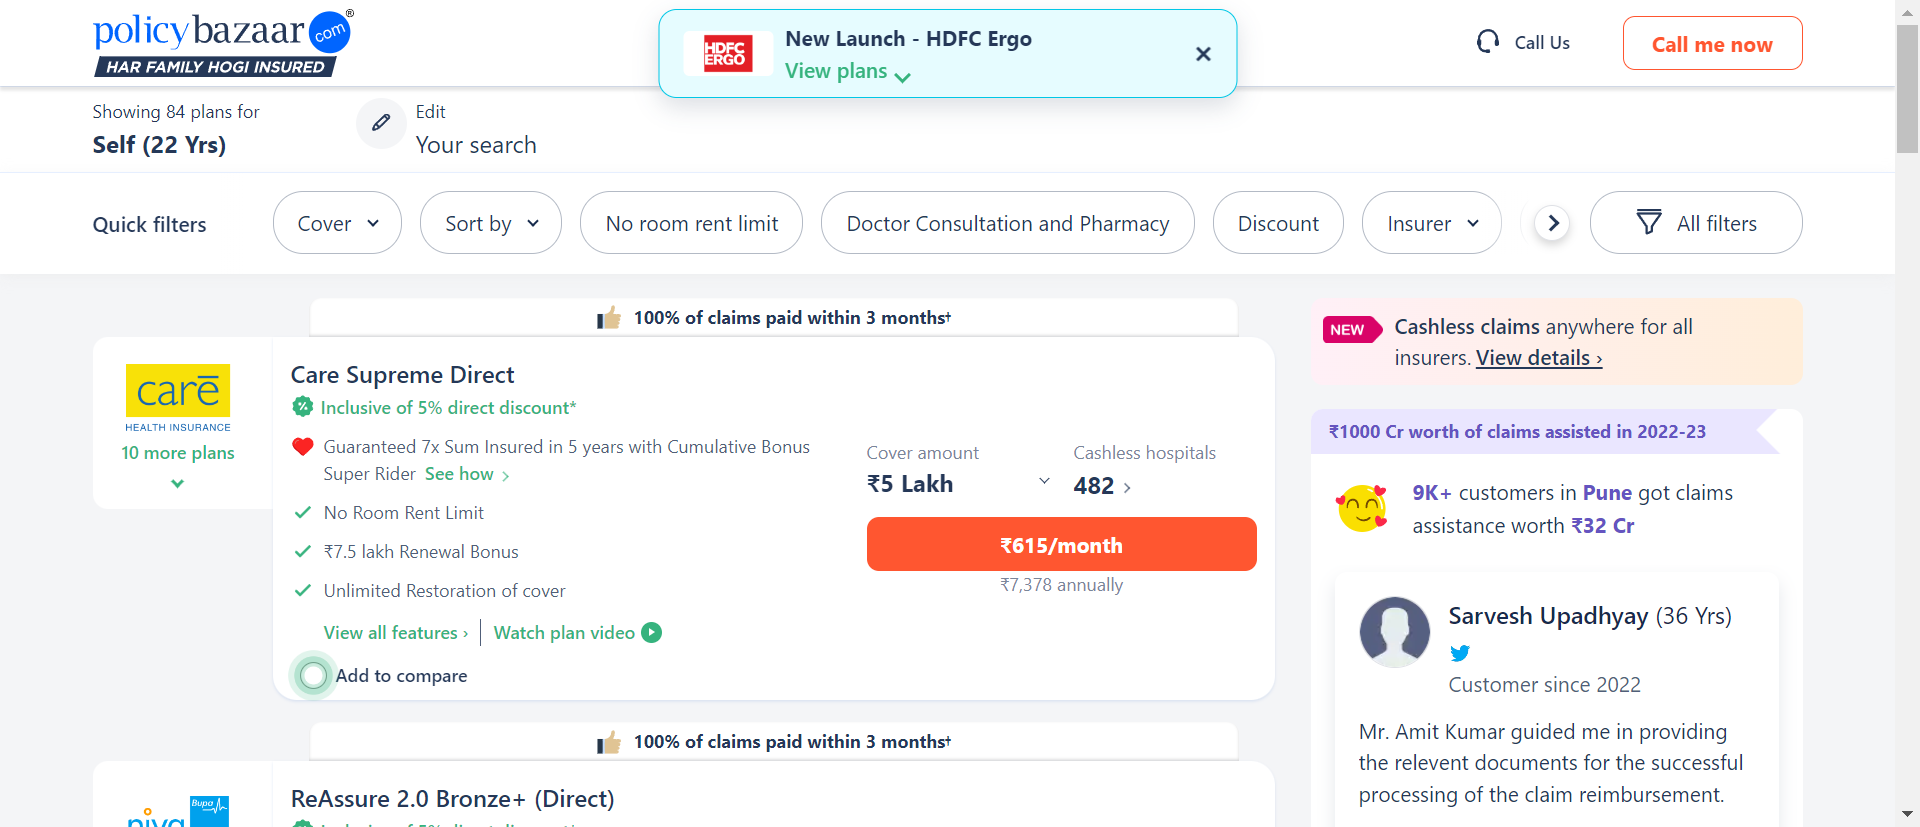 policybazaar.com®
HAR FAMILY HOGI INSURED
HDFC
ERGO
New Launch - HDFC Ergo
View plans
Call Us
Call me now
Showing 84 plans for
Self (22 Yrs)
Edit
Your search
Quick filters
Cover
Sort by
No room rent limit
Doctor Consultation and Pharmacy
Discount
Insurer
All filters
100% of claims paid within 3 months†
carē
HEALTH INSURANCE
10 more plans
Care Supreme Direct
Inclusive of 5% direct discount*
Guaranteed 7x Sum Insured in 5 years with Cumulative Bonus
Super Rider See how ›
No Room Rent Limit
₹7.5 lakh Renewal Bonus
Unlimited Restoration of cover
View all features ›
Watch plan video
Add to compare
Cover amount
₹5 Lakh
Cashless hospitals
482 ›
₹615/month
₹7,378 annually
100% of claims paid within 3 months†
niva
Bupa
ReAssure 2.0 Bronze+ (Direct)
NEW
Cashless claims anywhere for all
insurers. View details ›
₹1000 Cr worth of claims assisted in 2022-23
9K+ customers in Pune got claims
assistance worth ₹32 Cr
Sarvesh Upadhyay (36 Yrs)
Customer since 2022
Mr. Amit Kumar guided me in providing
the relevent documents for the successful
processing of the claim reimbursement.